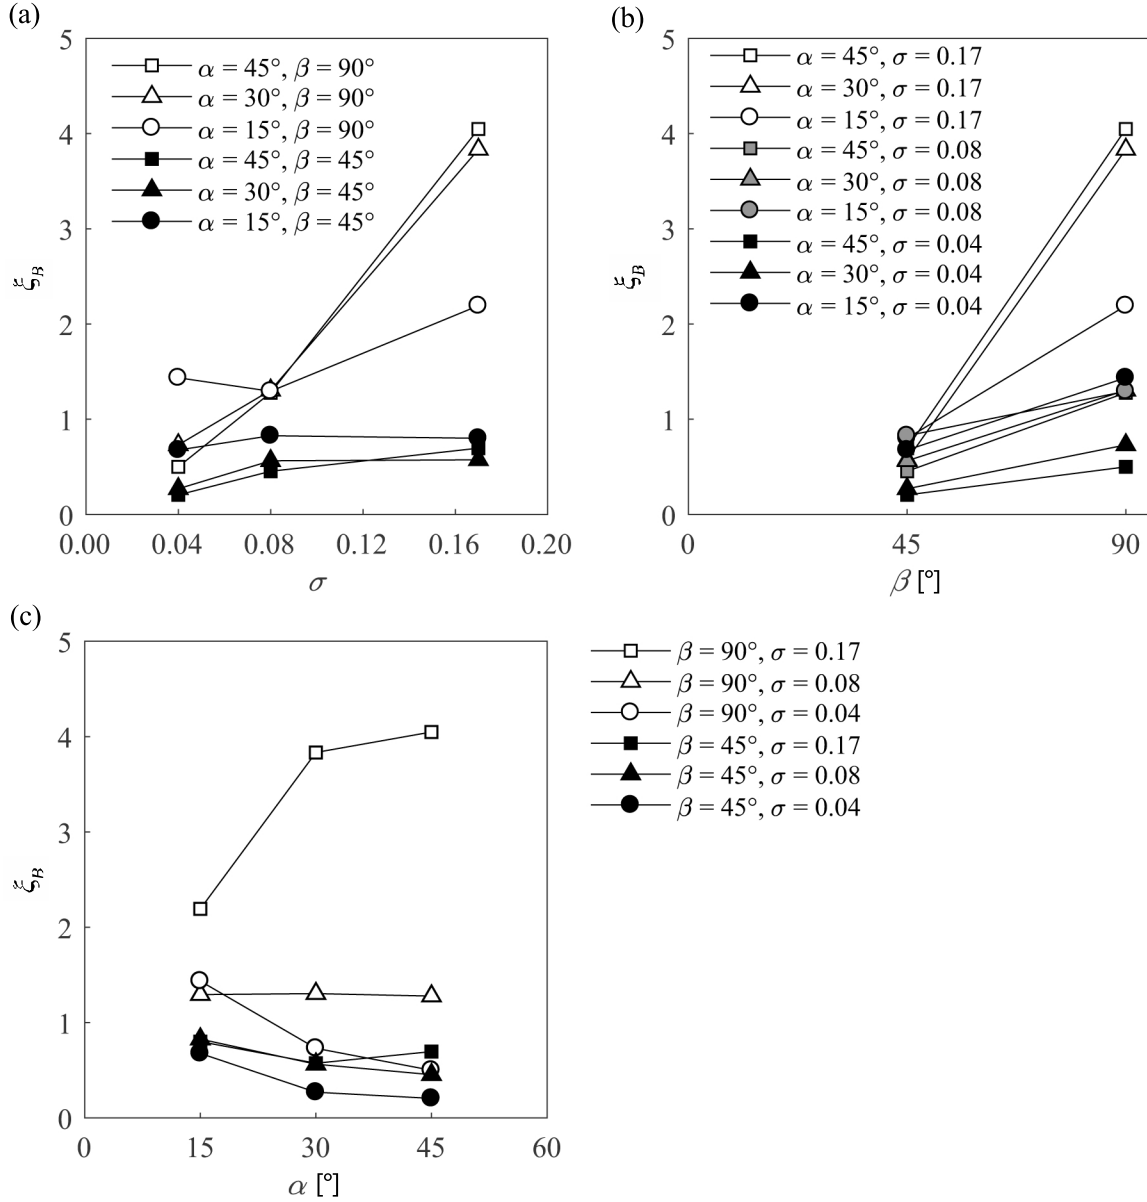 (a)
5
4
3
2
1
0
ξB
α = 45°, β = 90°
α = 30°, β = 90°
α = 15°, β = 90°
α = 45°, β = 45°
α = 30°, β = 45°
α = 15°, β = 45°
0.00 0.04 0.08 0.12 0.16 0.20
σ
(b)
5
4
3
2
1
0
ξB
α = 45°, σ = 0.17
α = 30°, σ = 0.17
α = 15°, σ = 0.17
α = 45°, σ = 0.08
α = 30°, σ = 0.08
α = 15°, σ = 0.08
α = 45°, σ = 0.04
α = 30°, σ = 0.04
α = 15°, σ = 0.04
0 45 90
β [°]
(c)
5
4
3
2
1
0
ξB
0 15 30 45 60
α [°]
β = 90°, σ = 0.17
β = 90°, σ = 0.08
β = 90°, σ = 0.04
β = 45°, σ = 0.17
β = 45°, σ = 0.08
β = 45°, σ = 0.04